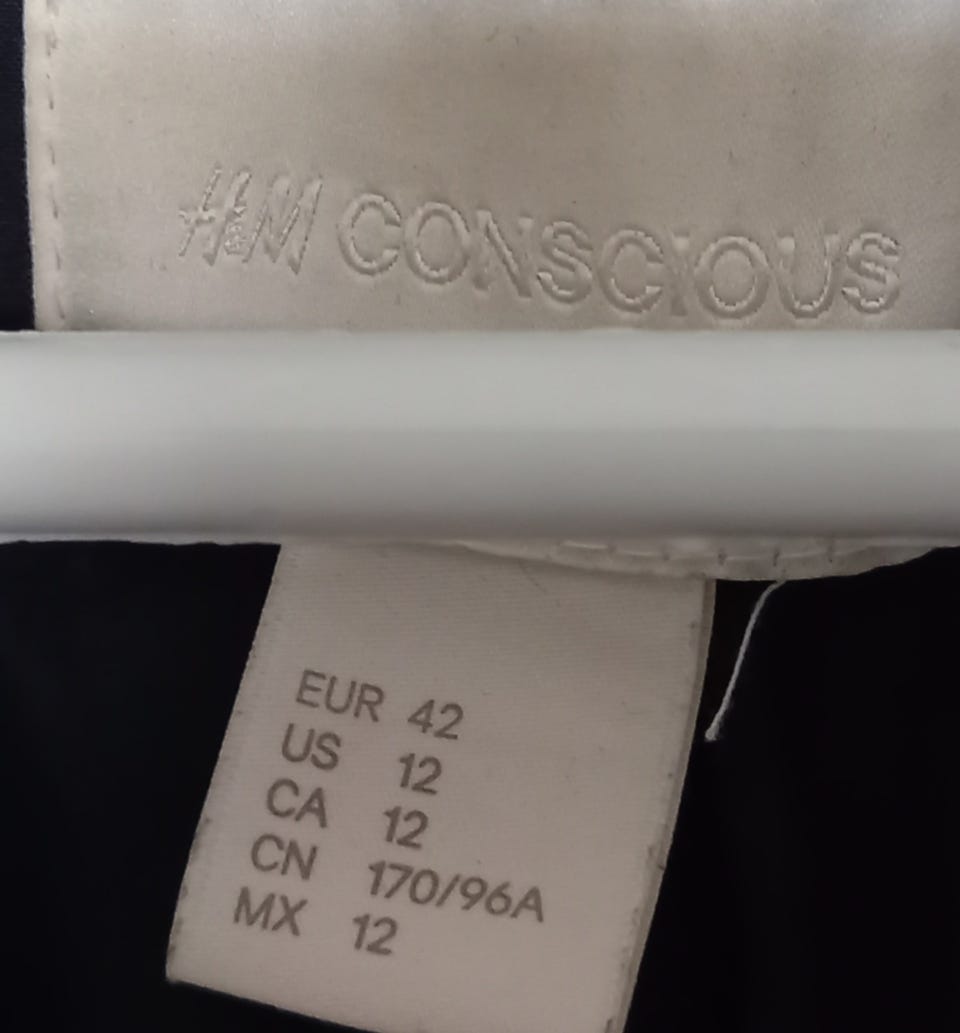 H&M CONSCIOUS
EUR 42
US 12
CA 12
CN 170/96A
MX 12